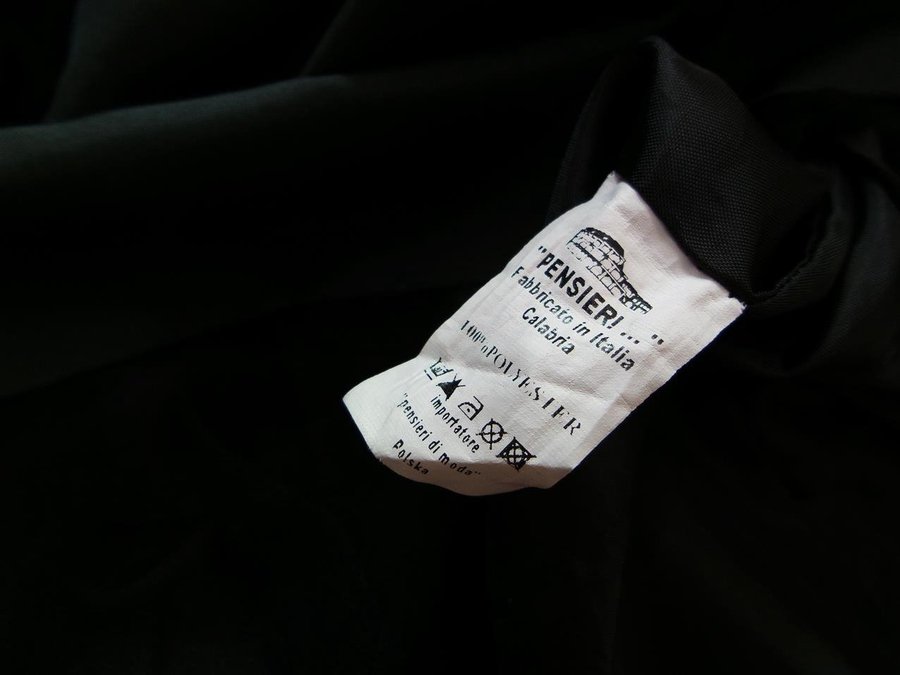 "PENSIERI..."
Fabbricato in Italia
Calabria
100% POLYESTER
importatore
"pensieri di moda"
Polska